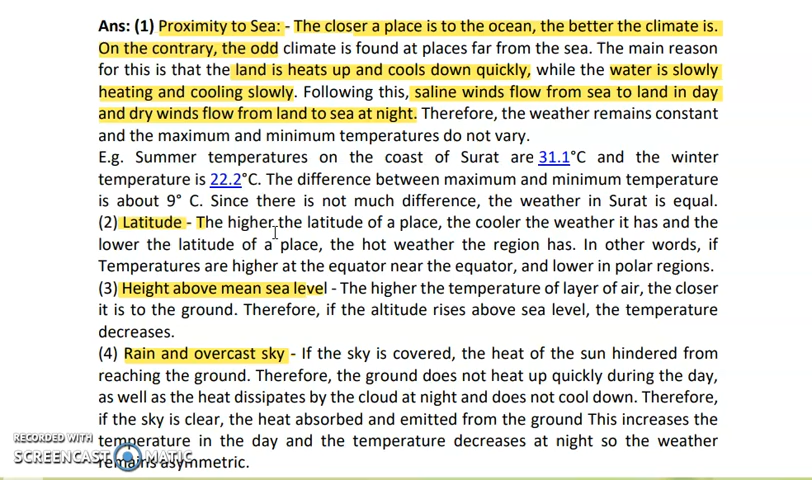 Ans: (1) Proximity to Sea: - The closer a place is to the ocean, the better the climate is.
On the contrary, the odd climate is found at places far from the sea. The main reason
for this is that the land is heats up and cools down quickly, while the water is slowly
heating and cooling slowly. Following this, saline winds flow from sea to land in day
and dry winds flow from land to sea at night. Therefore, the weather remains constant
and the maximum and minimum temperatures do not vary.
E.g. Summer temperatures on the coast of Surat are 31.1°C and the winter
temperature is 22.2°C. The difference between maximum and minimum temperature
is about 9° C. Since there is not much difference, the weather in Surat is equal.
(2) Latitude - The higher the latitude of a place, the cooler the weather it has and the
lower the latitude of a place, the hot weather the region has. In other words, if
Temperatures are higher at the equator near the equator, and lower in polar regions.
(3) Height above mean sea level - The higher the temperature of layer of air, the closer
it is to the ground. Therefore, if the altitude rises above sea level, the temperature
decreases.
(4) Rain and overcast sky - If the sky is covered, the heat of the sun hindered from
reaching the ground. Therefore, the ground does not heat up quickly during the day,
as well as the heat dissipates by the cloud at night and does not cool down. Therefore,
if the sky is clear, the heat absorbed and emitted from the ground This increases the
temperature in the day and the temperature decreases at night so the weather
remains asymmetric.
RECORDED WITH
SCREENCAST MATIC